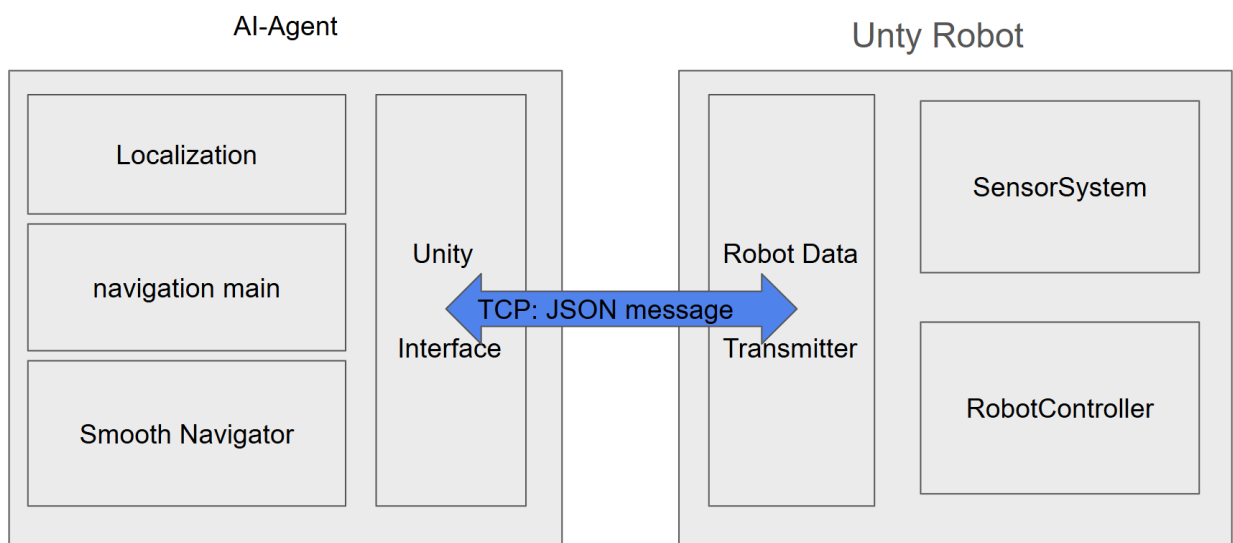 AI-Agent
Unty Robot
Localization
navigation main
Smooth Navigator
Unity
Interface
TCP: JSON message
Robot Data
Transmitter
SensorSystem
RobotController